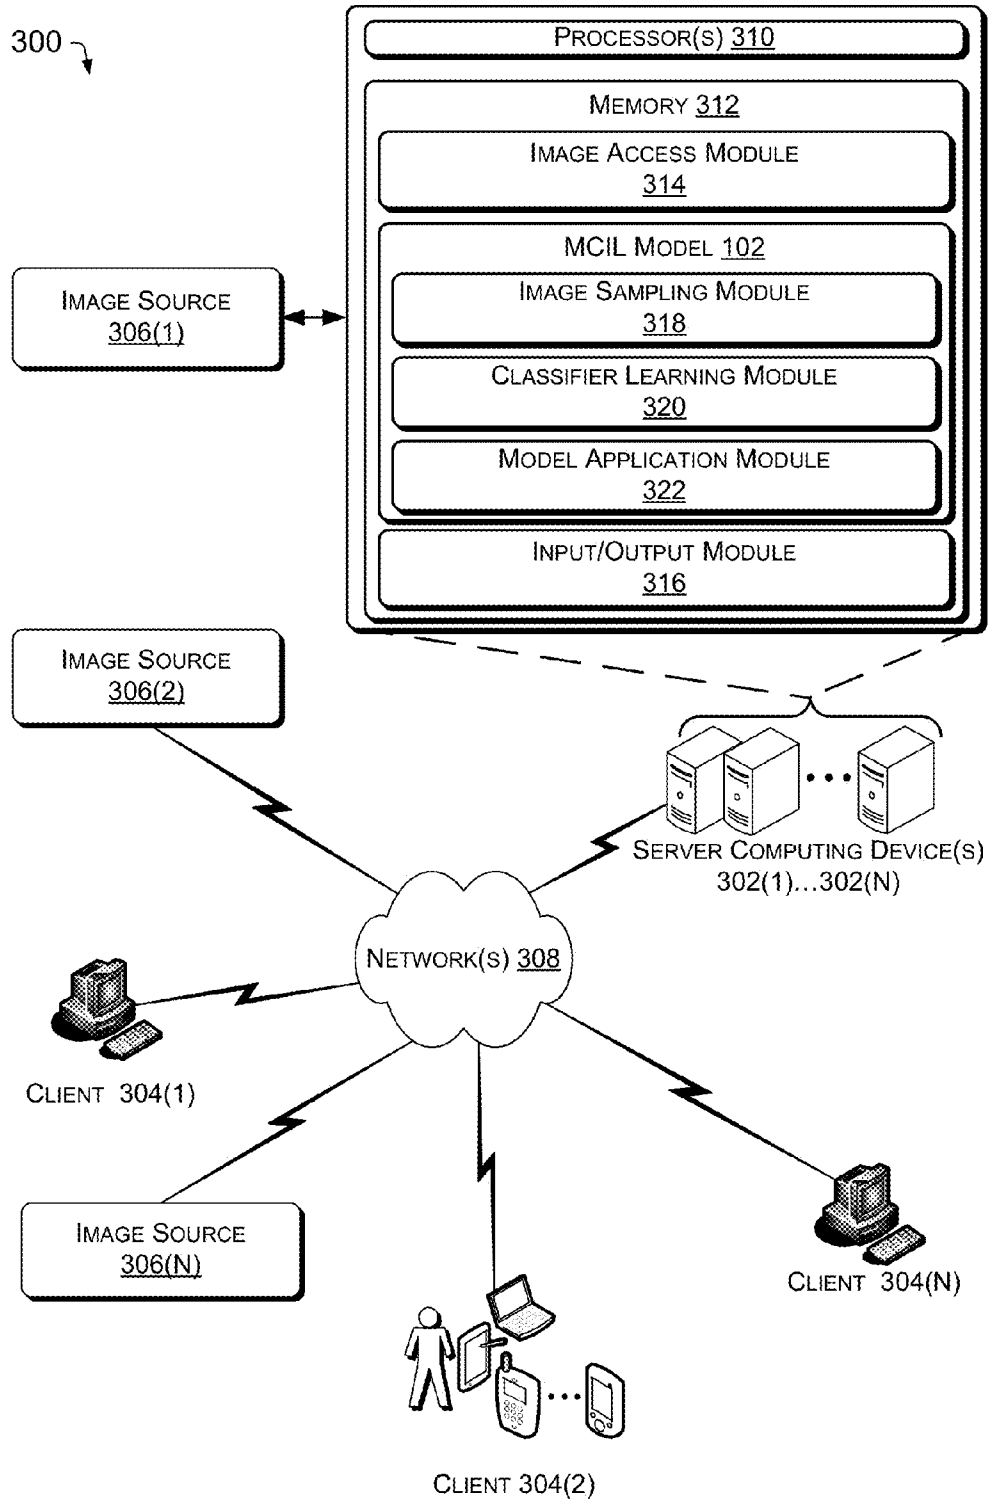 300
PROCESSOR(S) 310
MEMORY 312
IMAGE ACCESS MODULE
314
MCIL MODEL 102
IMAGE SAMPLING MODULE
318
CLASSIFIER LEARNING MODULE
320
MODEL APPLICATION MODULE
322
INPUT/OUTPUT MODULE
316
IMAGE SOURCE
306(1)
IMAGE SOURCE
306(2)
SERVER COMPUTING DEVICE(S)
302(1)...302(N)
NETWORK(S) 308
CLIENT 304(1)
IMAGE SOURCE
306(N)
CLIENT 304(N)
CLIENT 304(2)